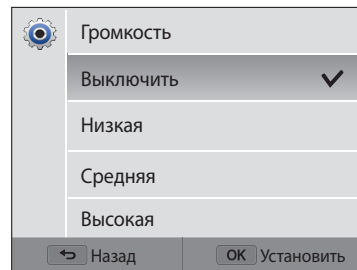 Громкость
Выключить
Низкая
Средняя
Высокая
Назад OK Установить